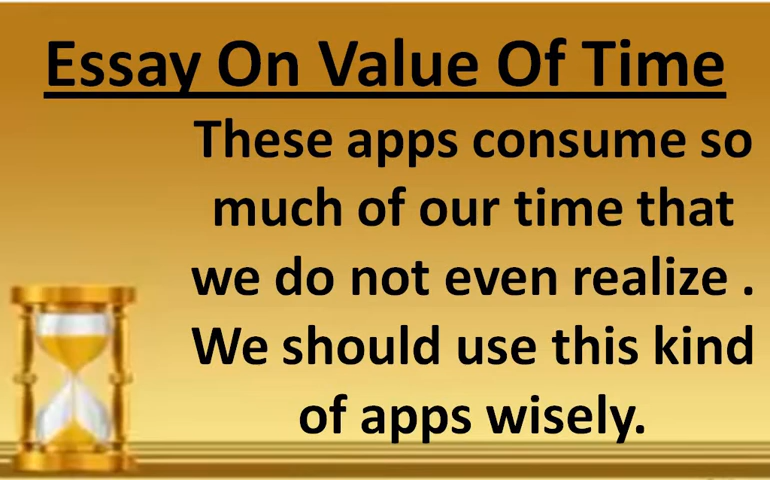 Essay On Value Of Time
These apps consume so
much of our time that
we do not even realize .
We should use this kind
of apps wisely.